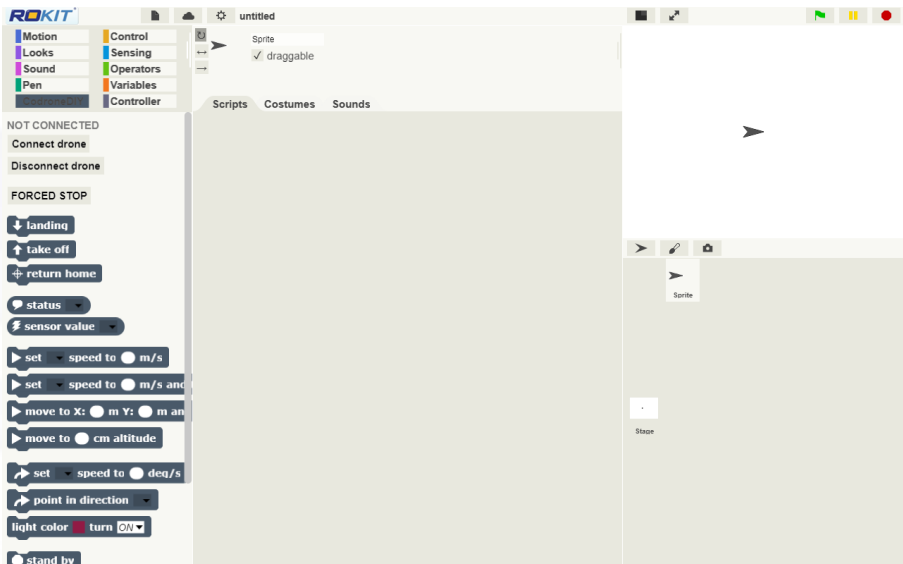 ROKIT
untitled
Motion
Control
Looks
Sensing
Sound
Operators
Pen
Variables
CodroneDIY
Controller
Sprite
draggable
Scripts
Costumes
Sounds
NOT CONNECTED
Connect drone
Disconnect drone
FORCED STOP
landing
take off
return home
status
sensor value
set speed to m/s
set speed to m/s and
move to X: m Y: m an
move to cm altitude
set speed to deg/s
point in direction
light color turn ON
stand by
Sprite
Stage